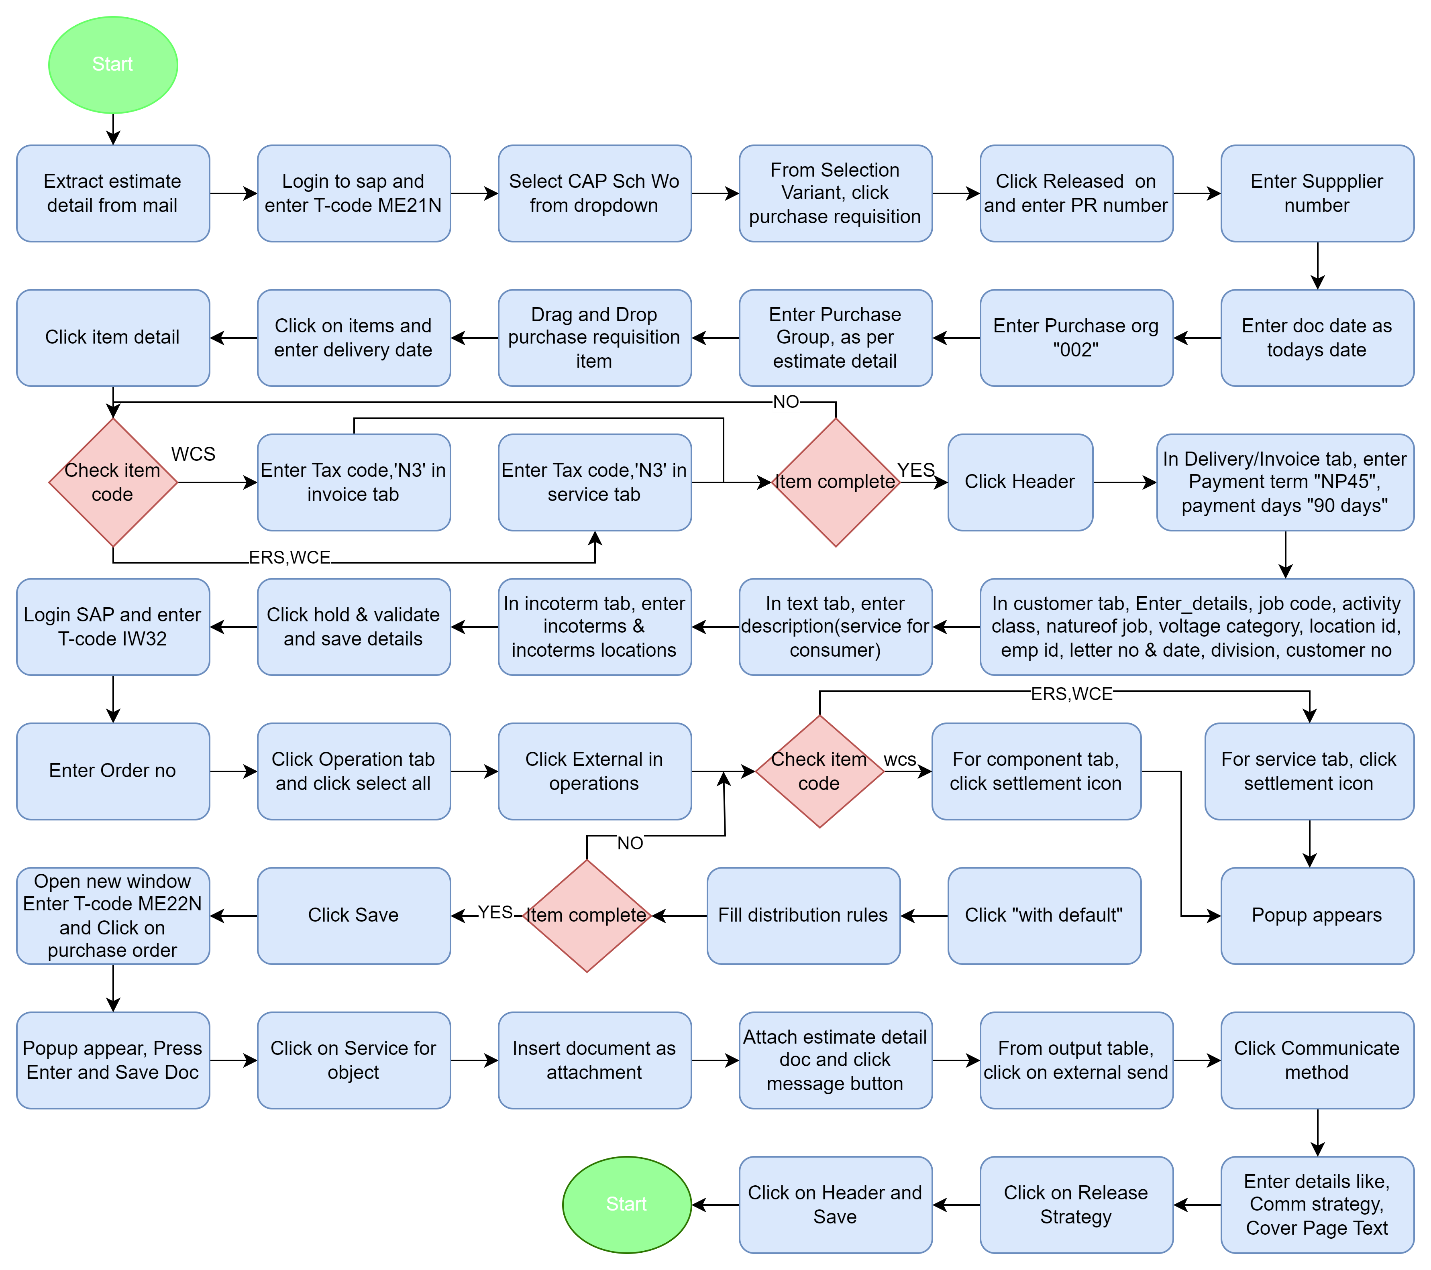 Start
Extract estimate
detail from mail
Login to sap and
enter T-code ME21N
Select CAP Sch Wo
from dropdown
From Selection
Variant, click
purchase requisition
Click Released on
and enter PR number
Enter Suppplier
number
Enter doc date as
todays date
Enter Purchase org
"002"
Enter Purchase
Group, as per
estimate detail
Drag and Drop
purchase requisition
item
Click on items and
enter delivery date
Click item detail
NO
Check item
code
WCS
Enter Tax code,'N3' in
invoice tab
Enter Tax code,'N3' in
service tab
ERS,WCE
Item complete
YES
Click Header
In Delivery/Invoice tab, enter
Payment term "NP45",
payment days "90 days"
In customer tab, Enter_details, job code, activity
class, natureof job, voltage category, location id,
emp id, letter no & date, division, customer no
In text tab, enter
description(service for
consumer)
In incoterm tab, enter
incoterms &
incoterms locations
Click hold & validate
and save details
Login SAP and enter
T-code IW32
Enter Order no
Click Operation tab
and click select all
Click External in
operations
Check item
code
ERS,WCE
wcs
For component tab,
click settlement icon
For service tab, click
settlement icon
Popup appears
Click "with default"
Fill distribution rules
Item complete
NO
YES
Click Save
Open new window
Enter T-code ME22N
and Click on
purchase order
Popup appear, Press
Enter and Save Doc
Click on Service for
object
Insert document as
attachment
Attach estimate detail
doc and click
message button
From output table,
click on external send
Click Communicate
method
Enter details like,
Comm strategy,
Cover Page Text
Click on Release
Strategy
Click on Header and
Save
Start